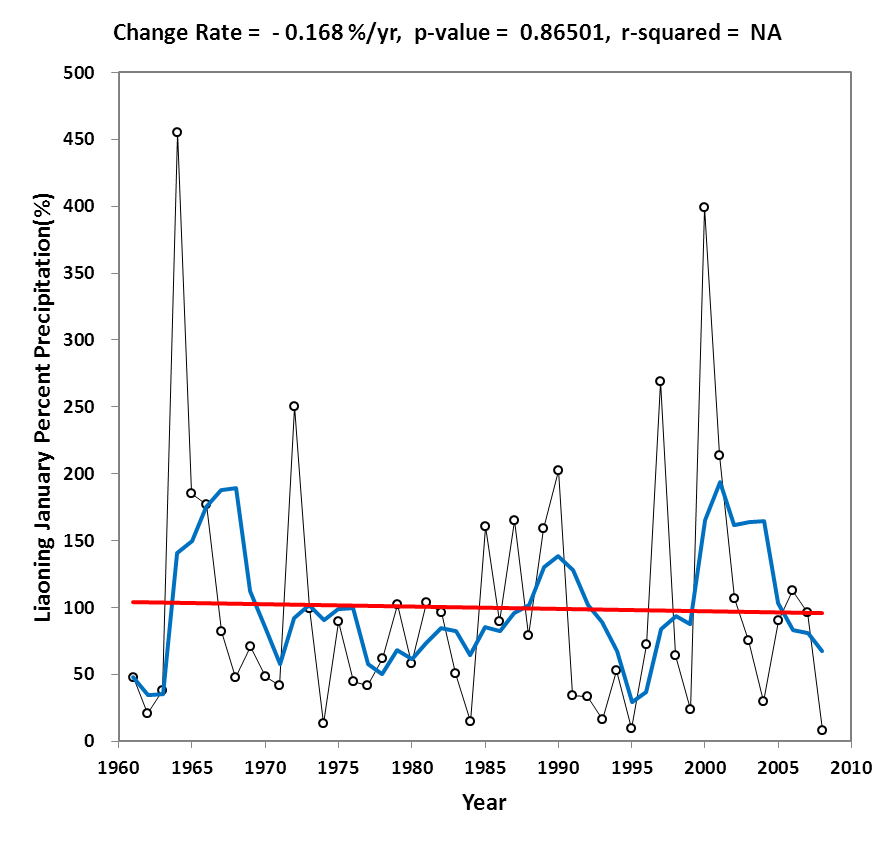 Change Rate = - 0.168 %/yr, p-value = 0.86501, r-squared = NA
500
450
400
350
300
250
200
150
100
50
0
Liaoning January Percent Precipitation(%)
1960 1965 1970 1975 1980 1985 1990 1995 2000 2005 2010
Year